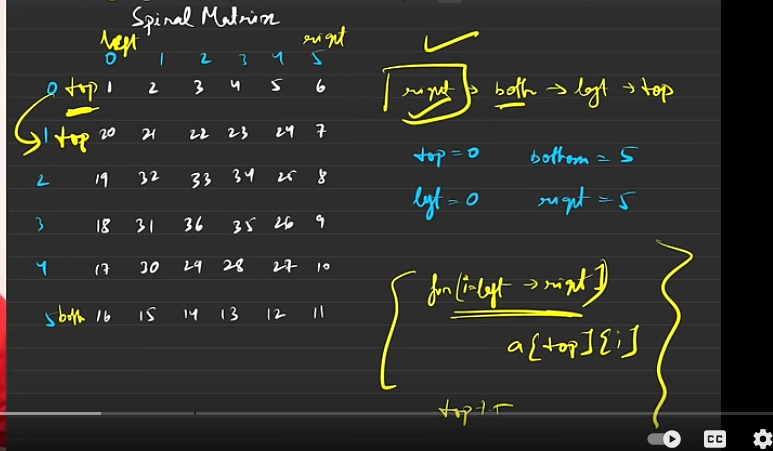 Spiral Matrix
left right
0 1 2 3 4 5
0 top 1 2 3 4 5 6
right → bottom → left → top
1 top 20 21 22 23 24 7
top = 0 bottom = 5
2 19 32 33 34 25 8
left = 0 right = 5
3 18 31 36 35 26 9
4 17 30 29 28 27 10
for(i=left → right)
5 bottom 16 15 14 13 12 11
a[top][i]
top++
CC